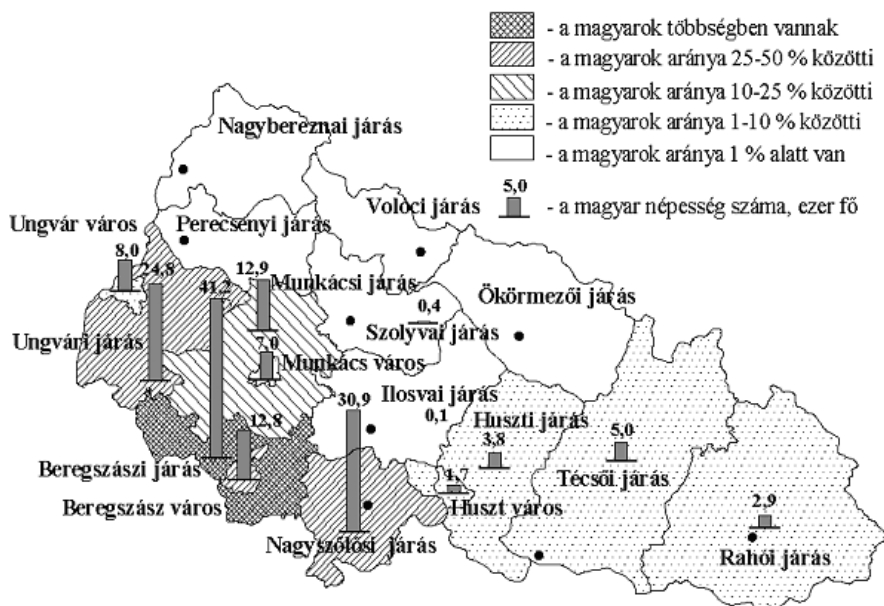 - a magyarok többségben vannak
- a magyarok aránya 25-50 % közötti
- a magyarok aránya 10-25 % közötti
- a magyarok aránya 1-10 % közötti
- a magyarok aránya 1 % alatt van
5,0
- a magyar népesség száma, ezer fő
Nagybereznai járás
Volóci járás
Ungvár város
Perecsenyi járás
8,0
24,8
41,2
12,9
Munkácsi járás
Ökörmezői járás
0,4
Szolyvai járás
Ungvári járás
7,0
Munkács város
Ilosvai járás
30,9
0,1
Huszti járás
12,8
3,8
5,0
Beregszászi járás
1,7
Técsői járás
Beregszász város
Huszt város
2,9
Nagyszőlősi járás
Rahói járás